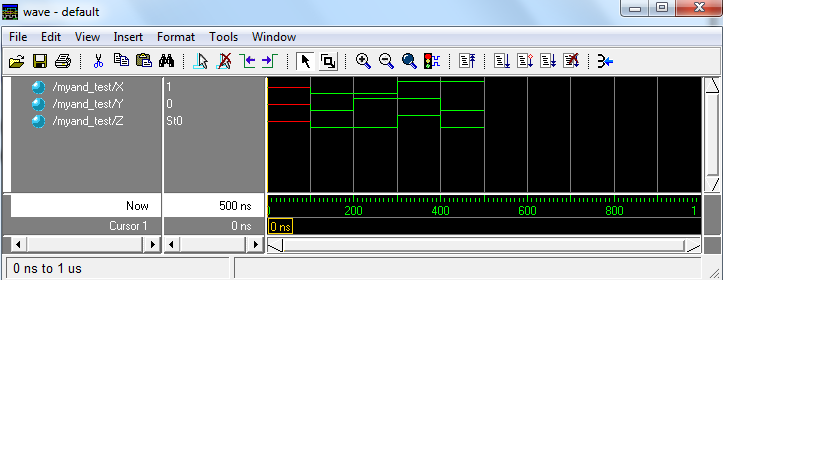 wave - default
File Edit View Insert Format Tools Window
/myand_test/X 1
/myand_test/Y 0
/myand_test/Z St0
Now 500 ns 200 400 600 800 1
Cursor 1 0 ns 0 ns
0 ns to 1 us